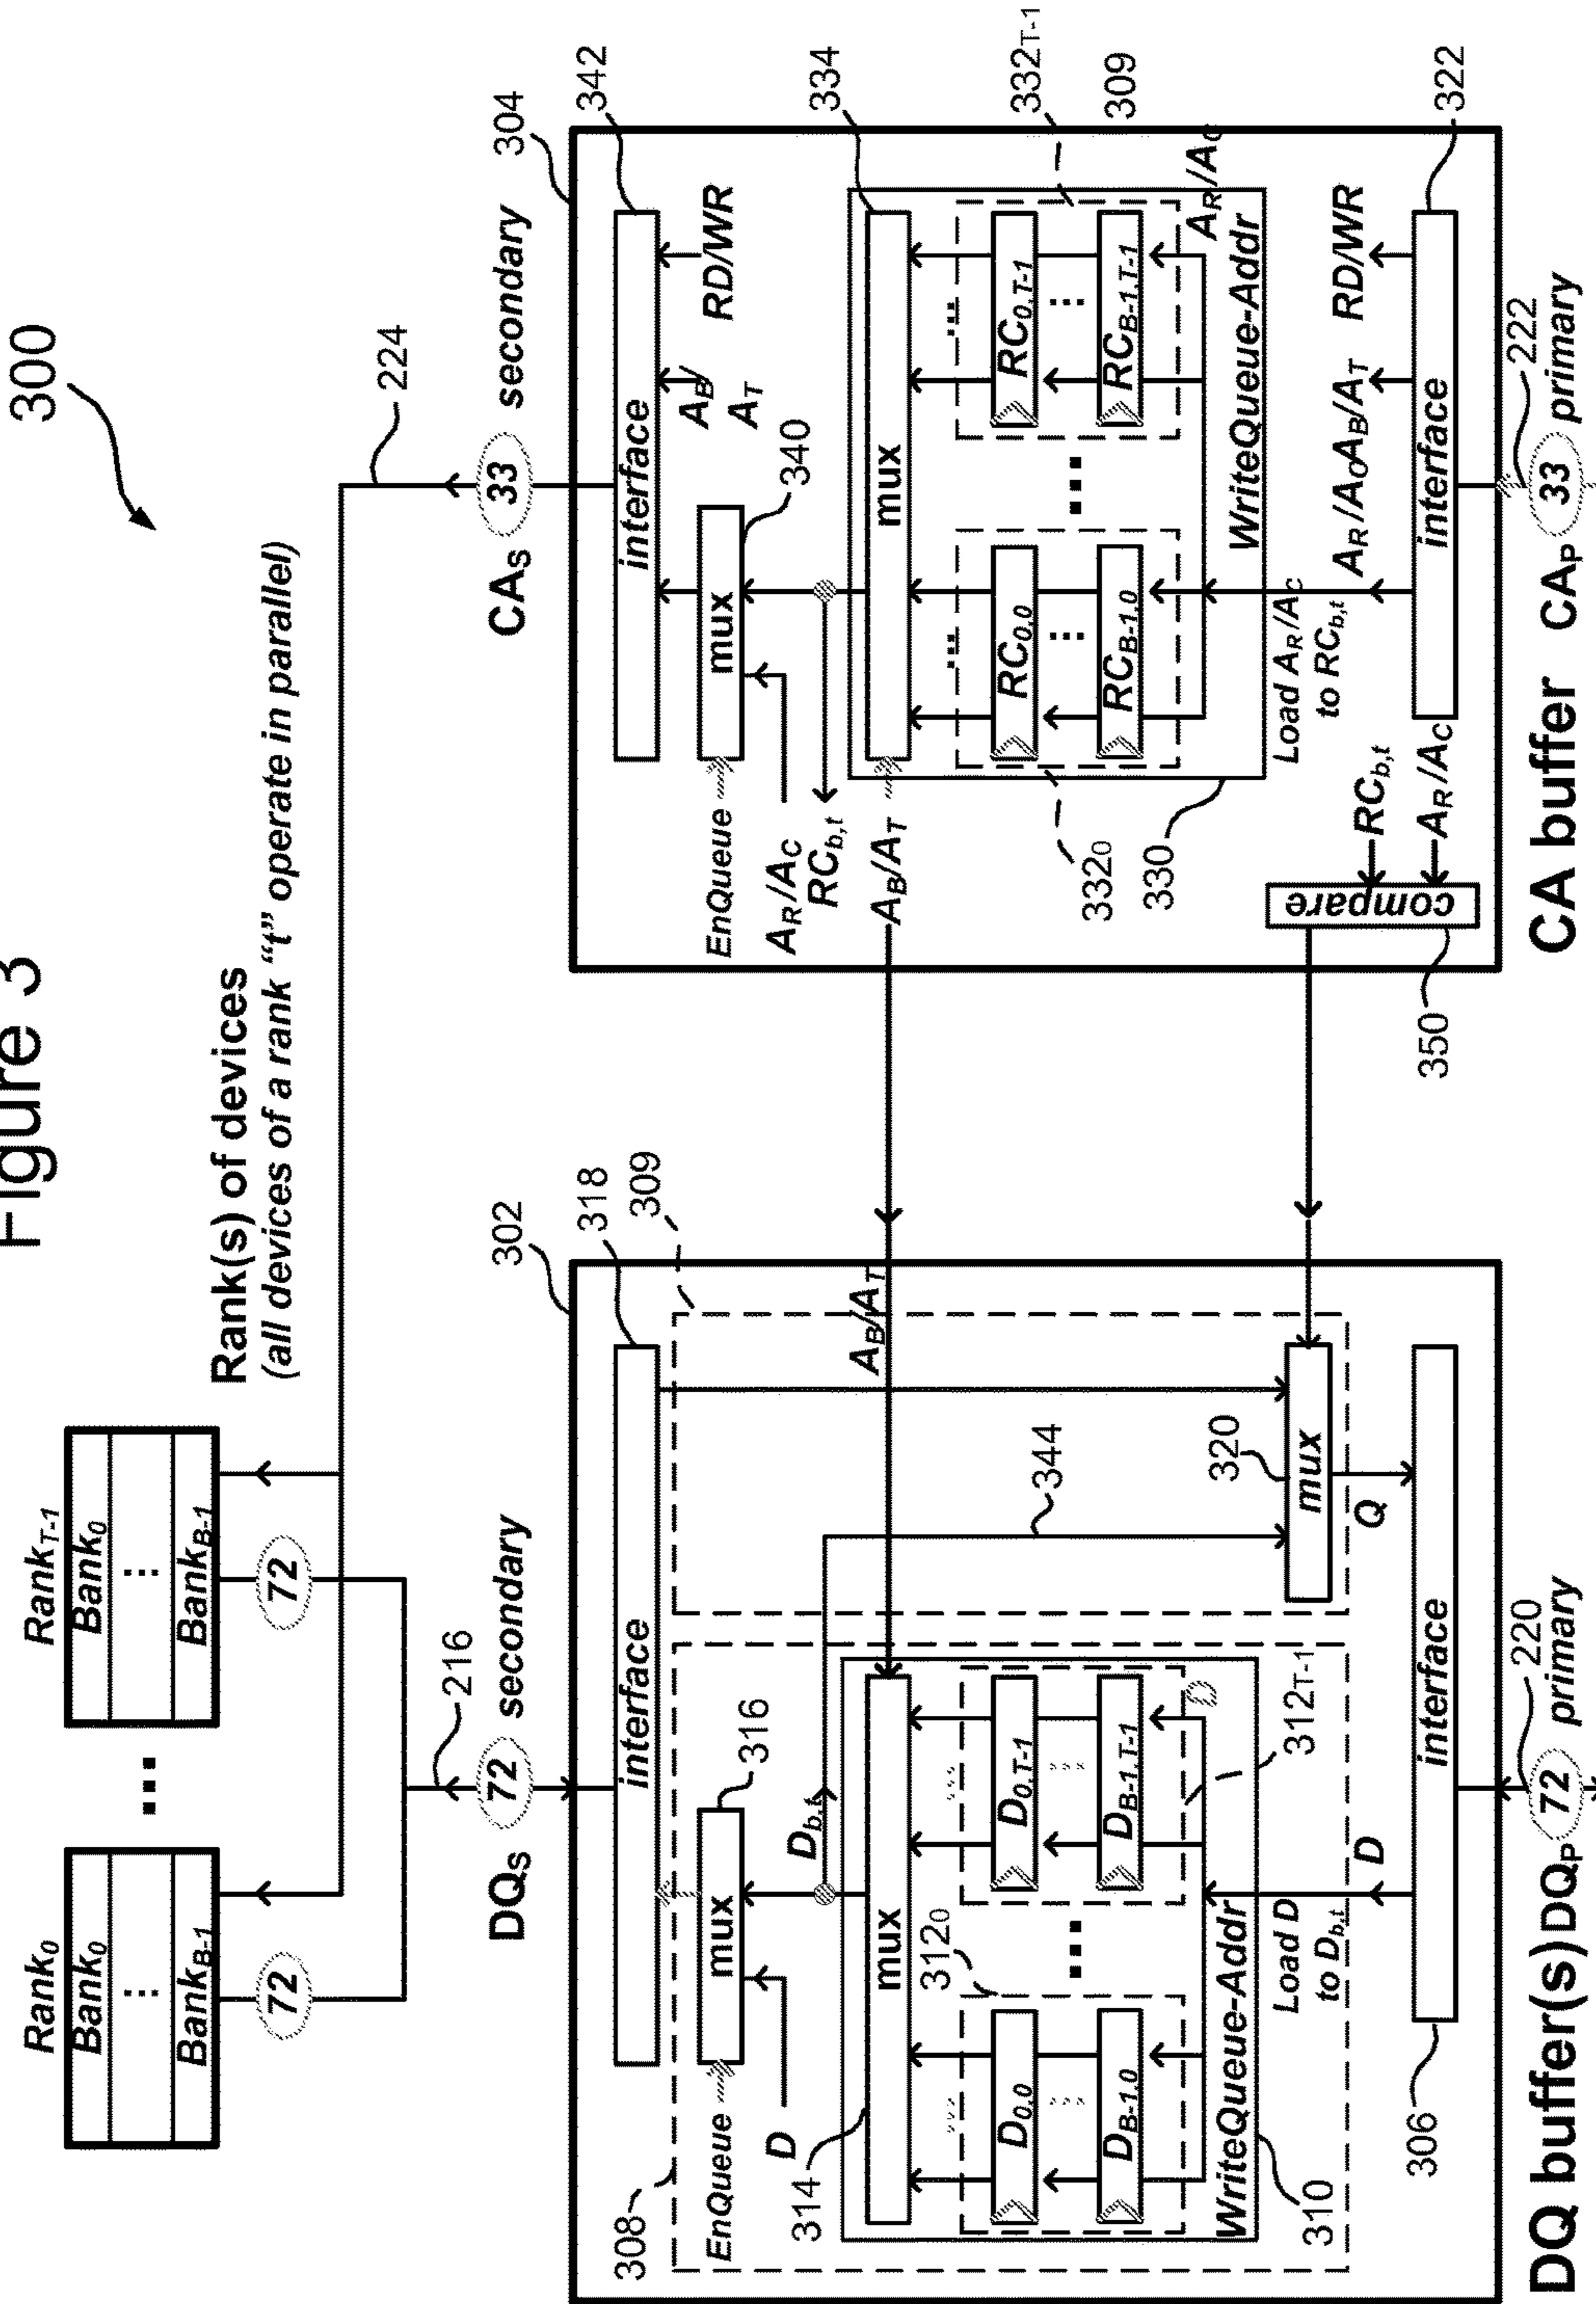 Figure 3
300
Rank0
Bank0
⋮
BankB-1
72
...
RankT-1
Bank0
⋮
BankB-1
72
Rank(s) of devices
(all devices of a rank “t” operate in parallel)
216
224
DQS 72 secondary
CAS 33 secondary
302
304
318
309
342
interface
308
EnQueue
mux
316
D
Db,t
314
mux
AB/AT
344
3120
D0,0
⋮
DB-1,0
...
D0,T-1
⋮
DB-1,T-1
312T-1
WriteQueue-Addr
310
Load D
to Db,t
D
320
mux
Q
interface
306
DQ buffer(s)
DQP 72 primary
220
interface
AB/
AT
RD/WR
EnQueue
mux
340
AR/AC
RCb,t
AB/AT
mux
334
RC0,0
⋮
RCB-1,0
...
RC0,T-1
⋮
RCB-1,T-1
332T-1
309
3320
330
AR/AC
WriteQueue-Addr
Load AR/AC
to RCb,t
AR/A0
AB/AT
RD/WR
compare
350
RCb,t
AR/AC
interface
322
CA buffer
CAP 33 primary
222